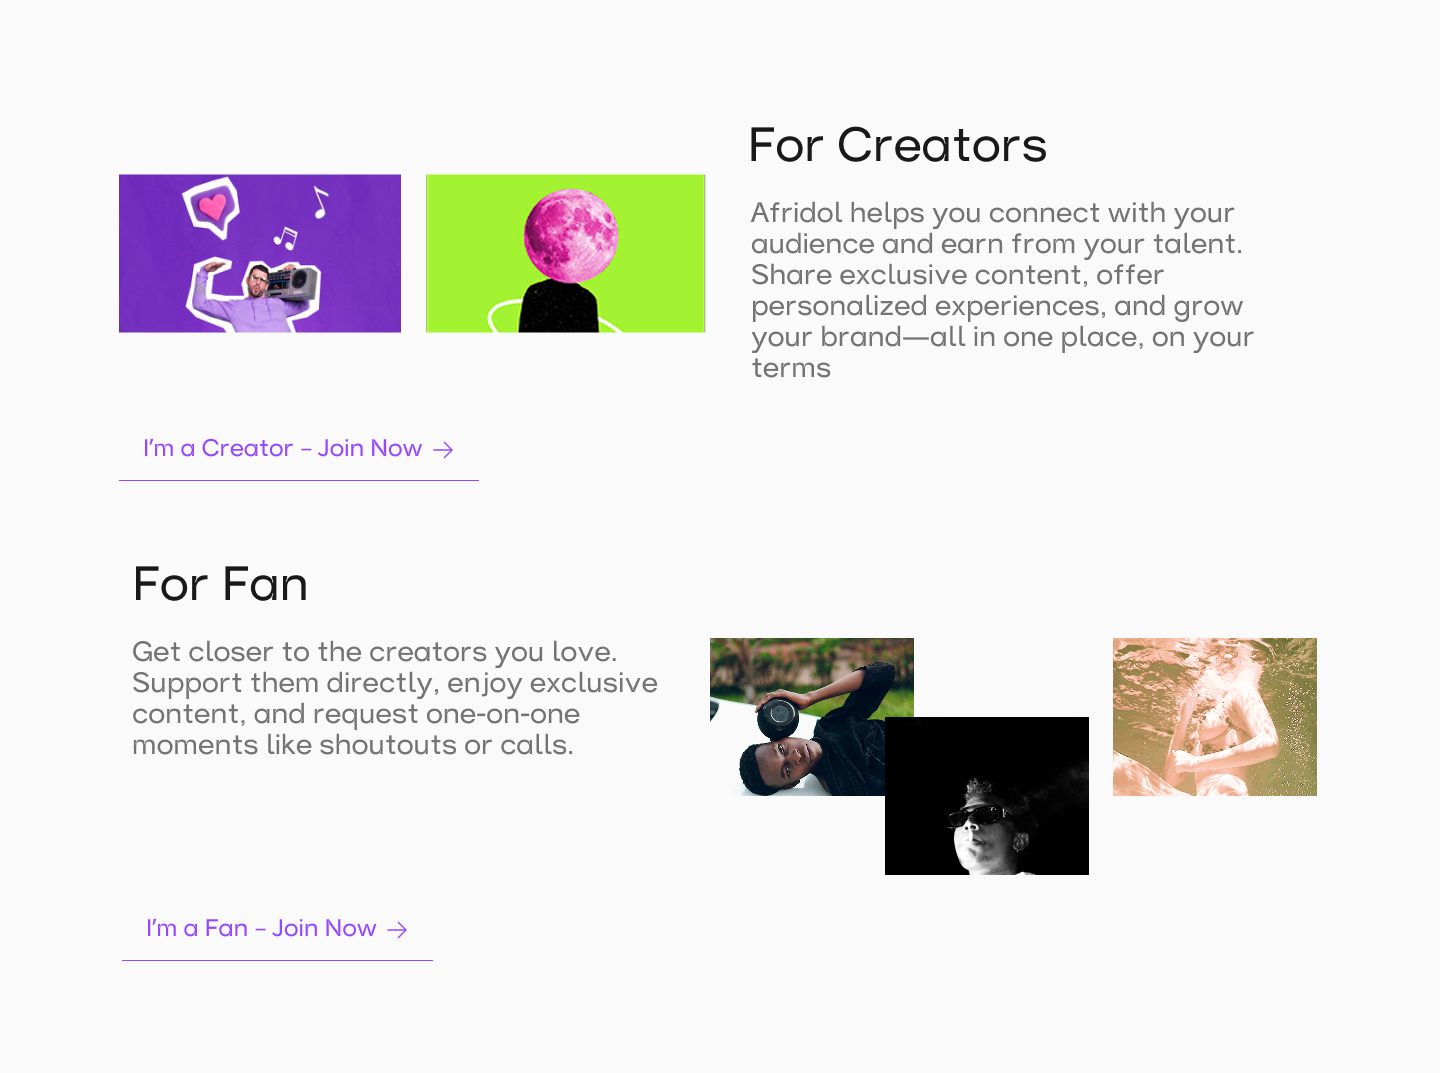 For Creators
Afridol helps you connect with your
audience and earn from your talent.
Share exclusive content, offer
personalized experiences, and grow
your brand—all in one place, on your
terms
I'm a Creator – Join Now →
For Fan
Get closer to the creators you love.
Support them directly, enjoy exclusive
content, and request one-on-one
moments like shoutouts or calls.
I'm a Fan – Join Now →